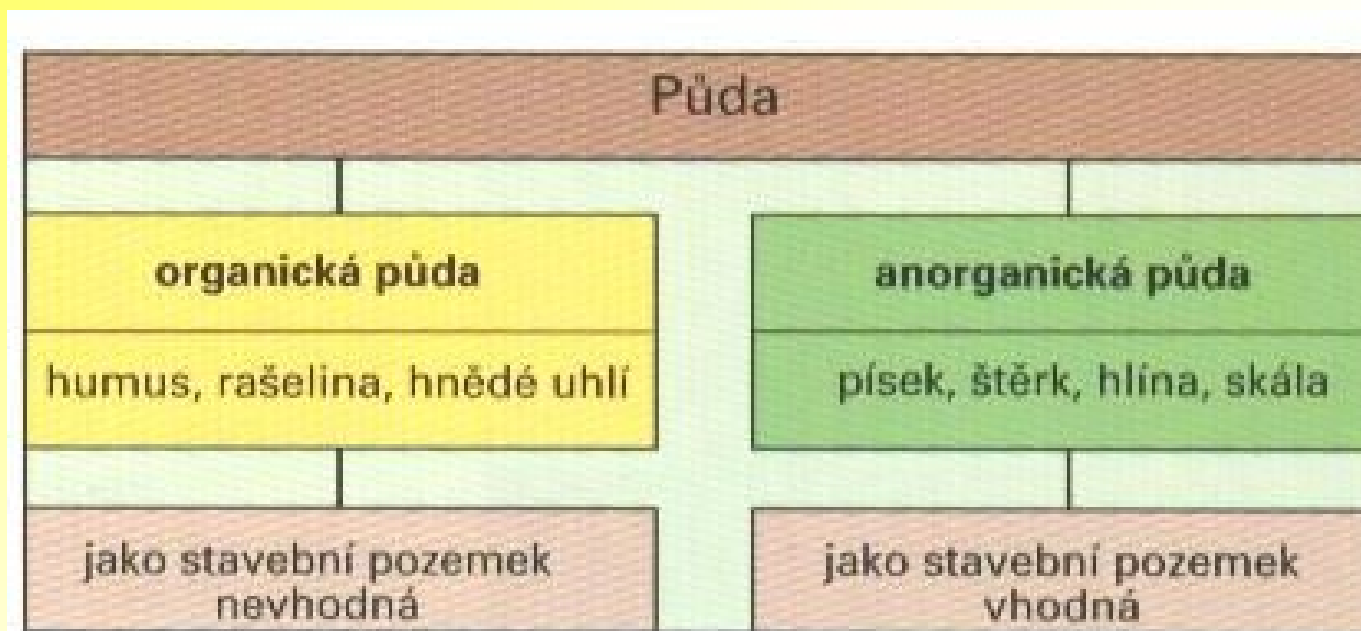 Půda
organická půda
humus, rašelina, hnědé uhlí
jako stavební pozemek
nevhodná
anorganická půda
písek, štěrk, hlína, skála
jako stavební pozemek
vhodná